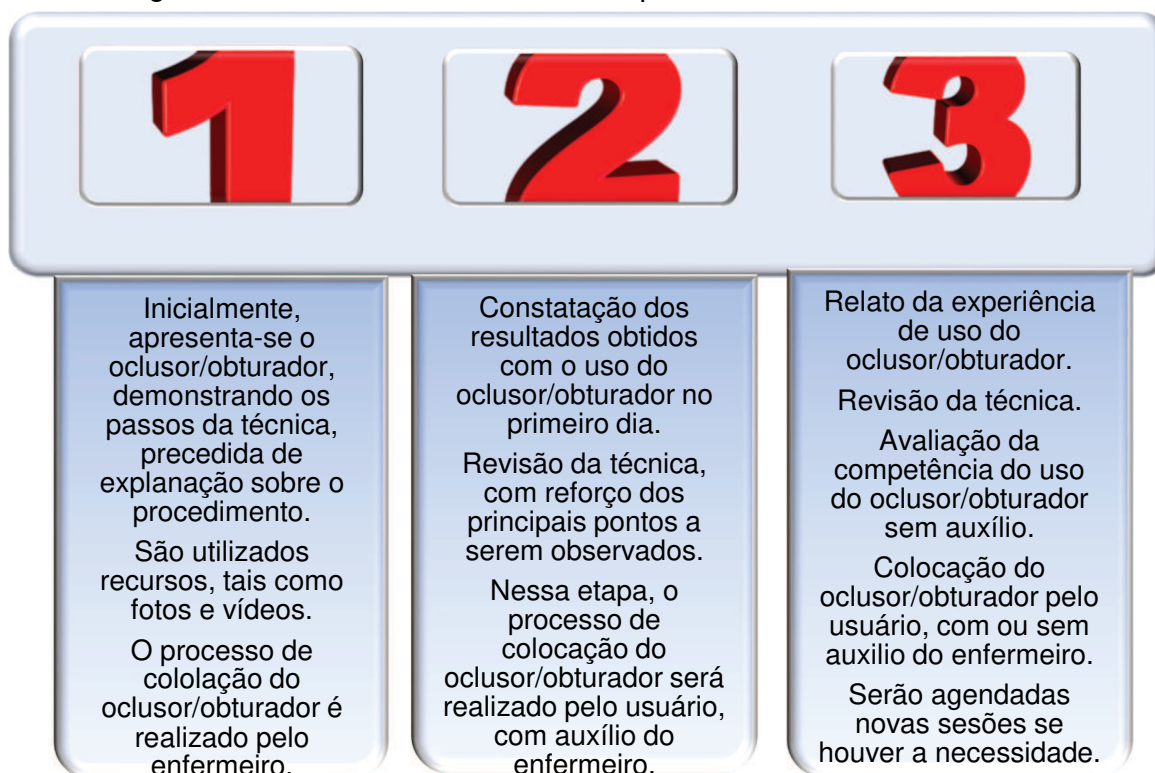 1
2
3
Inicialmente,
apresenta-se o
oclusor/obturador,
demonstrando os
passos da técnica,
precedida de
explanação sobre o
procedimento.
São utilizados
recursos, tais como
fotos e vídeos.
O processo de
cololação do
oclusor/obturador é
realizado pelo
enfermeiro.
Constatação dos
resultados obtidos
com o uso do
oclusor/obturador no
primeiro dia.
Revisão da técnica,
com reforço dos
principais pontos a
serem observados.
Nessa etapa, o
processo de
colocação do
oclusor/obturador será
realizado pelo usuário,
com auxílio do
enfermeiro.
Relato da experiência
de uso do
oclusor/obturador.
Revisão da técnica.
Avaliação da
competência do uso
do oclusor/obturador
sem auxílio.
Colocação do
oclusor/obturador pelo
usuário, com ou sem
auxilio do enfermeiro.
Serão agendadas
novas sesões se
houver a necessidade.